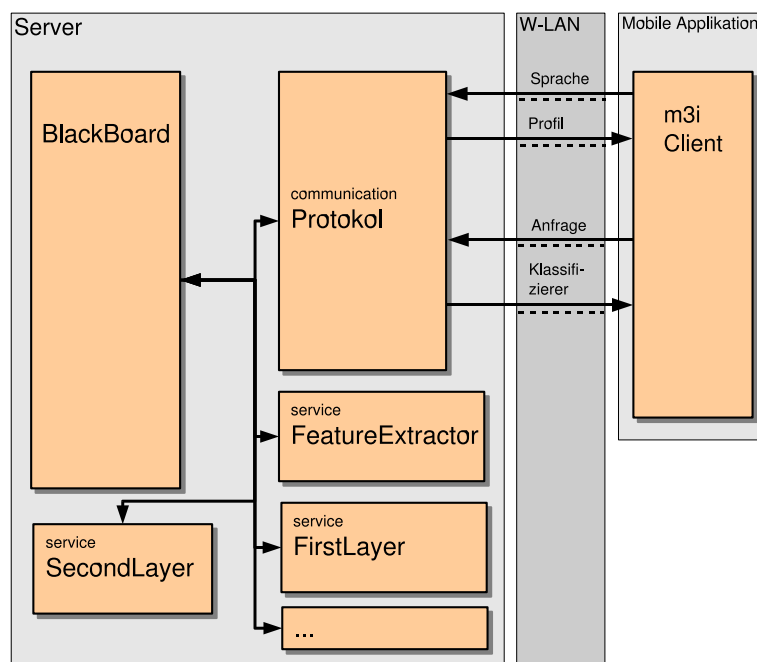 Server
W-LAN
Mobile Applikation
BlackBoard
Sprache
m3i
Client
Profil
communication
Protokol
Anfrage
Klassifi-
zierer
service
FeatureExtractor
service
FirstLayer
service
SecondLayer
...